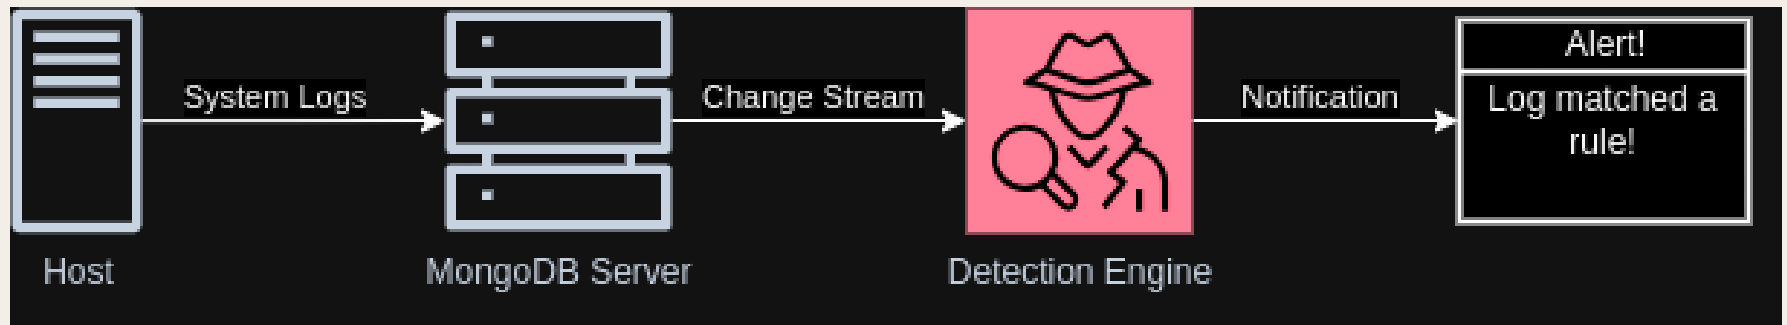 System Logs
Change Stream
Notification
Alert!
Log matched a
rule!
Host
MongoDB Server
Detection Engine